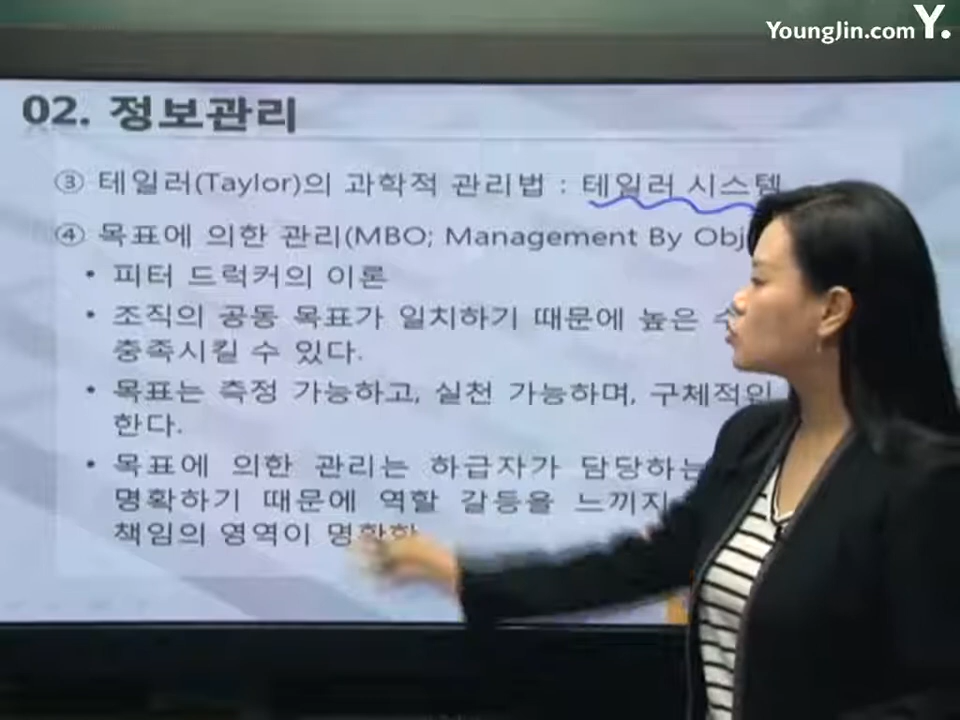 YoungJin.com Y.
02. 정보관리
③ 테일러(Taylor)의 과학적 관리법 : 테일러 시스템
④ 목표에 의한 관리(MBO; Management By Obj
• 피터 드럭커의 이론
• 조직의 공동 목표가 일치하기 때문에 높은
충족시킬 수 있다.
• 목표는 측정 가능하고, 실천 가능하며, 구체적인
한다.
• 목표에 의한 관리는 하급자가 담당하는
명확하기 때문에 역할 갈등을 느끼지
책임의 영역이